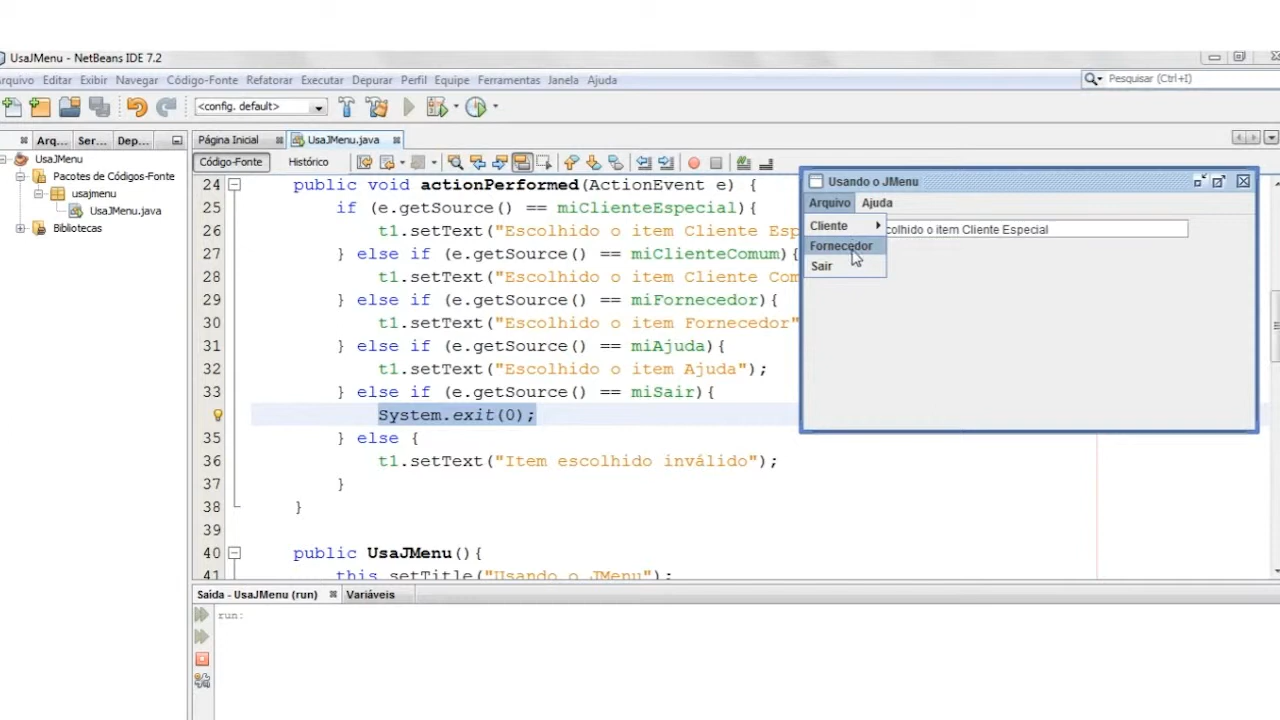 UsaJMenu - NetBeans IDE 7.2
rquivo Editar Exibir Navegar Código-Fonte Refatorar Executar Depurar Perfil Equipe Ferramentas Janela Ajuda
Pesquisar (Ctrl+I)
<config. default>
Arq... Ser... Dep...
Página Inicial UsaJMenu.java
UsaJMenu
Pacotes de Códigos-Fonte
usajmenu
UsaJMenu.java
Bibliotecas
Código-Fonte Histórico
24 public void actionPerformed(ActionEvent e) {
25 if (e.getSource() == miClienteEspecial){
26 t1.setText("Escolhido o item Cliente Esp
27 } else if (e.getSource() == miClienteComum){
28 t1.setText("Escolhido o item Cliente Com
29 } else if (e.getSource() == miFornecedor){
30 t1.setText("Escolhido o item Fornecedor"
31 } else if (e.getSource() == miAjuda){
32 t1.setText("Escolhido o item Ajuda");
33 } else if (e.getSource() == miSair){
System.exit(0);
35 } else {
36 t1.setText("Item escolhido inválido");
37 }
38 }
39
40 public UsaJMenu(){
41 this.setTitle("Usando o JMenu");
Usando o JMenu
Arquivo Ajuda
Cliente
Fornecedor
Sair
colhido o item Cliente Especial
Saída - UsaJMenu (run) Variáveis
run: